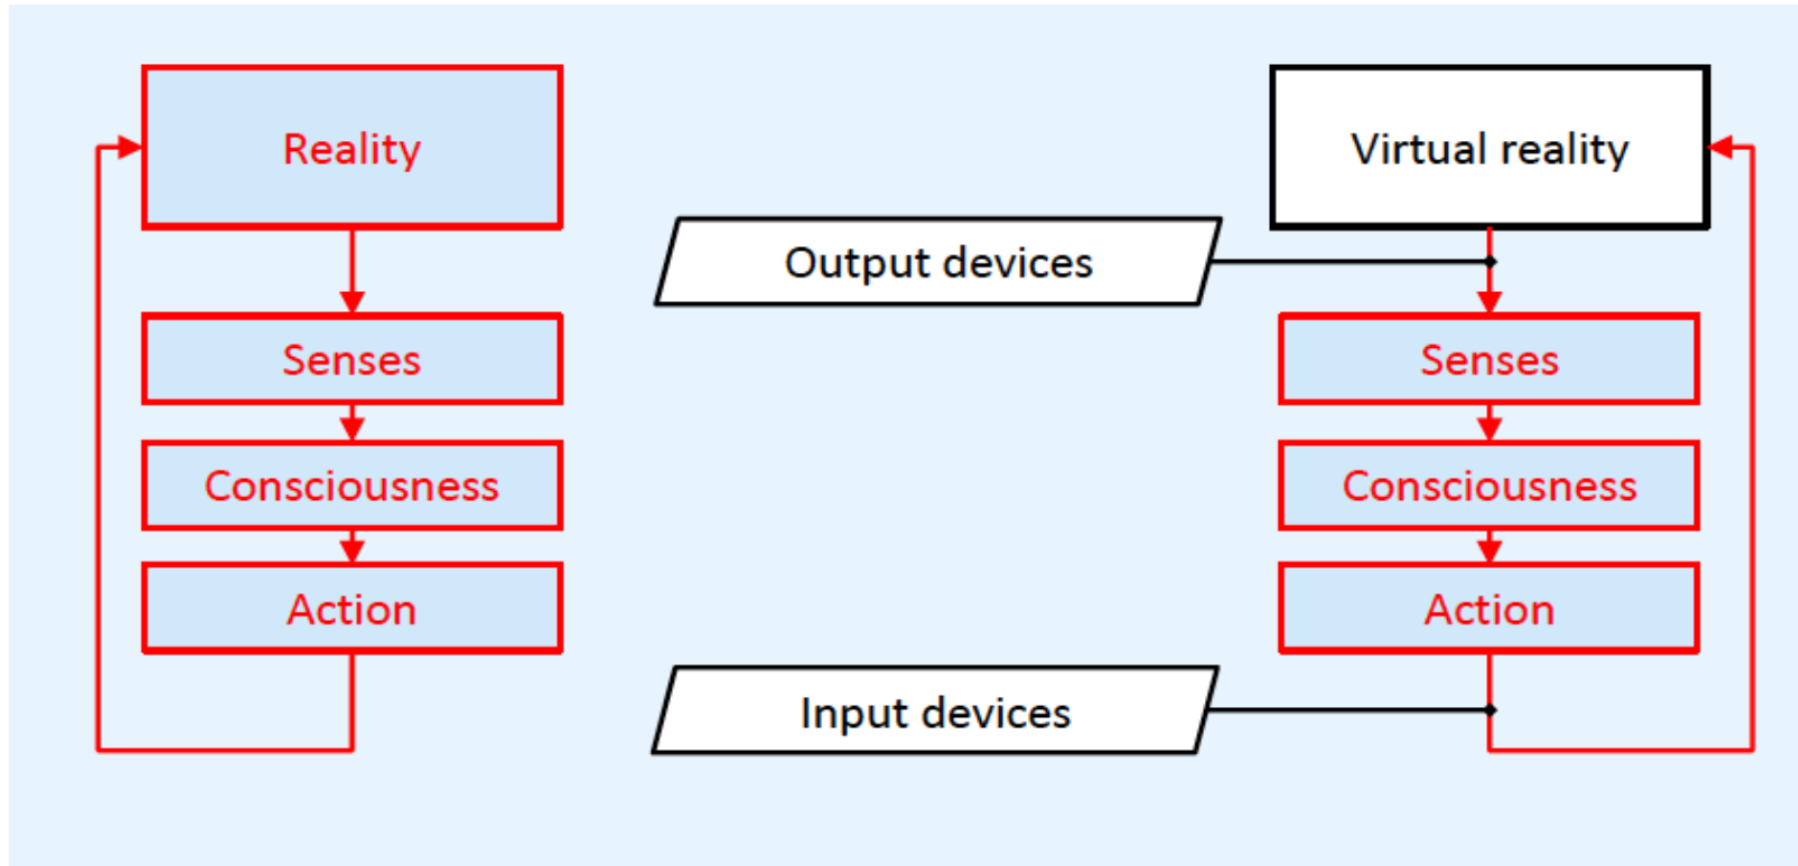 Reality
Virtual reality
Output devices
Senses
Senses
Consciousness
Consciousness
Action
Action
Input devices